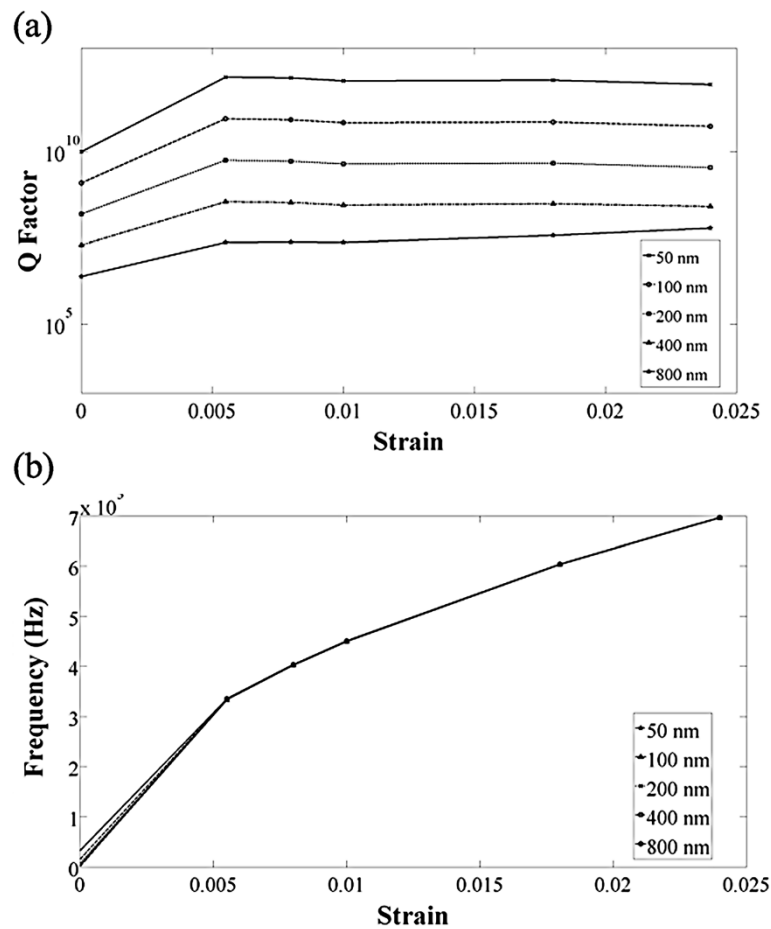 (a)
10^10
10^5
Q Factor
50 nm
100 nm
200 nm
400 nm
800 nm
0 0.005 0.01 0.015 0.02 0.025
Strain
(b)
7
6
5
4
3
2
1
0
Frequency (Hz)
50 nm
100 nm
200 nm
400 nm
800 nm
0 0.005 0.01 0.015 0.02 0.025
Strain